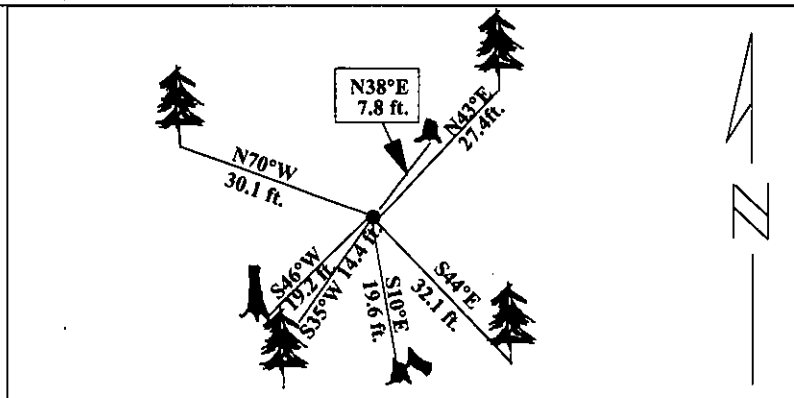 N38°E
7.8 ft.
N43°E
27.4ft.
N70°W
30.1 ft.
S46°W
19.2 ft.
S35°W 14.4 ft.
S10°E
19.6 ft.
S44°E
32.1 ft.
N